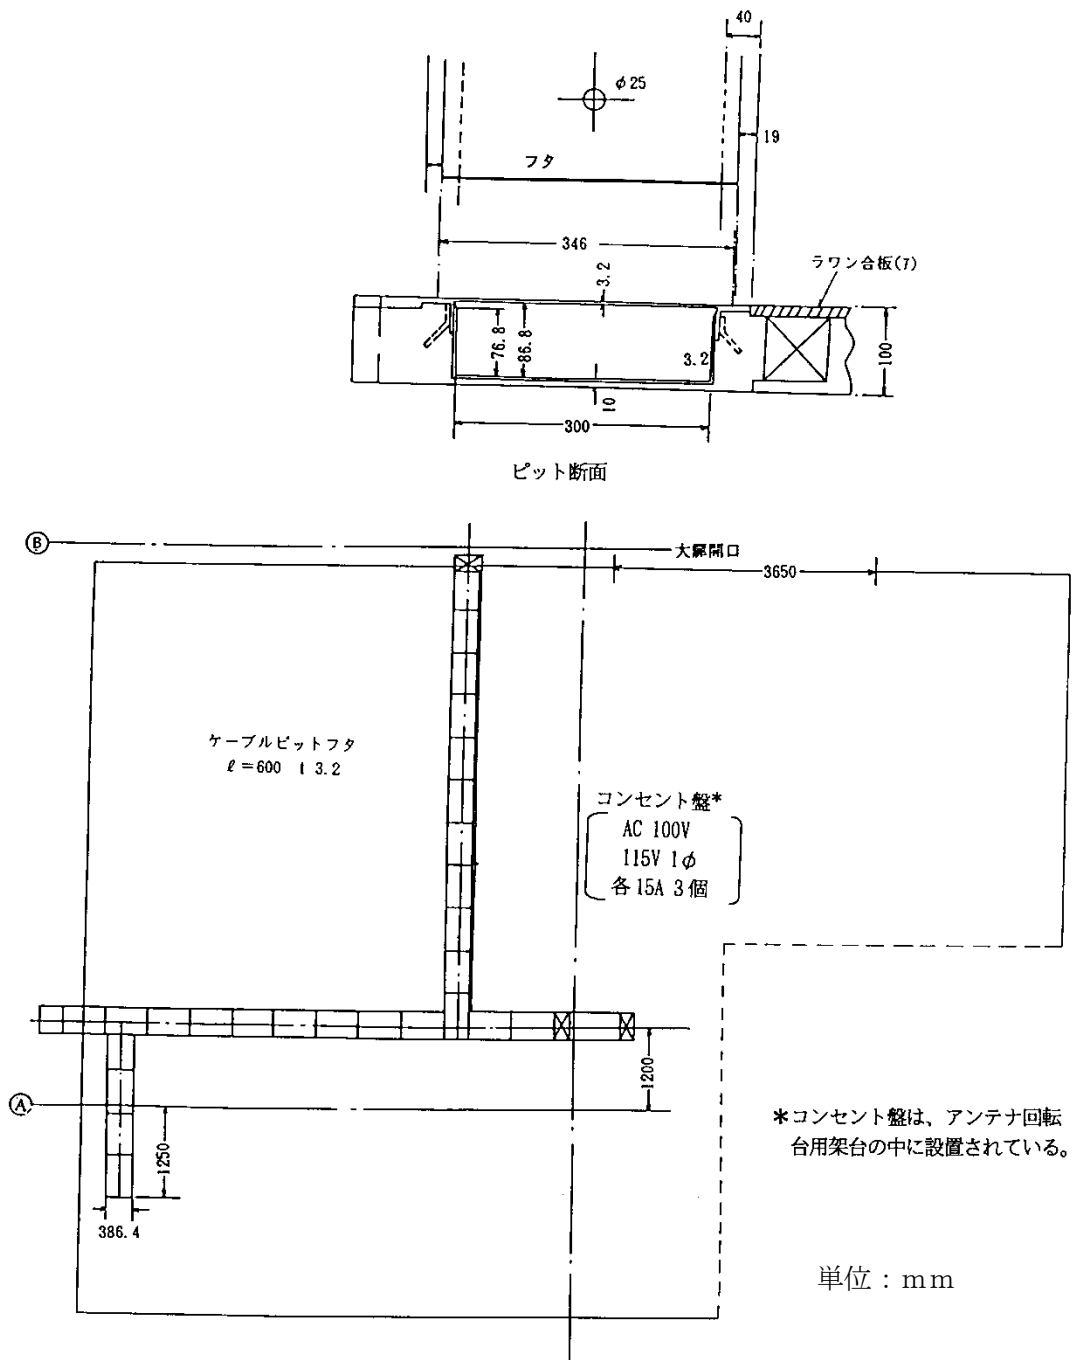 40
φ25
19
フタ
346
3.2
ラワン合板(7)
76.8
86.8
3.2
100
10
300
ピット断面
B
大扉開口
3650
ケーブルピットフタ
ℓ=600 t 3.2
コンセント盤*
AC 100V
115V 1φ
各15A 3個
1200
A
1250
*コンセント盤は、アンテナ回転
台用架台の中に設置されている。
386.4
単位：mm